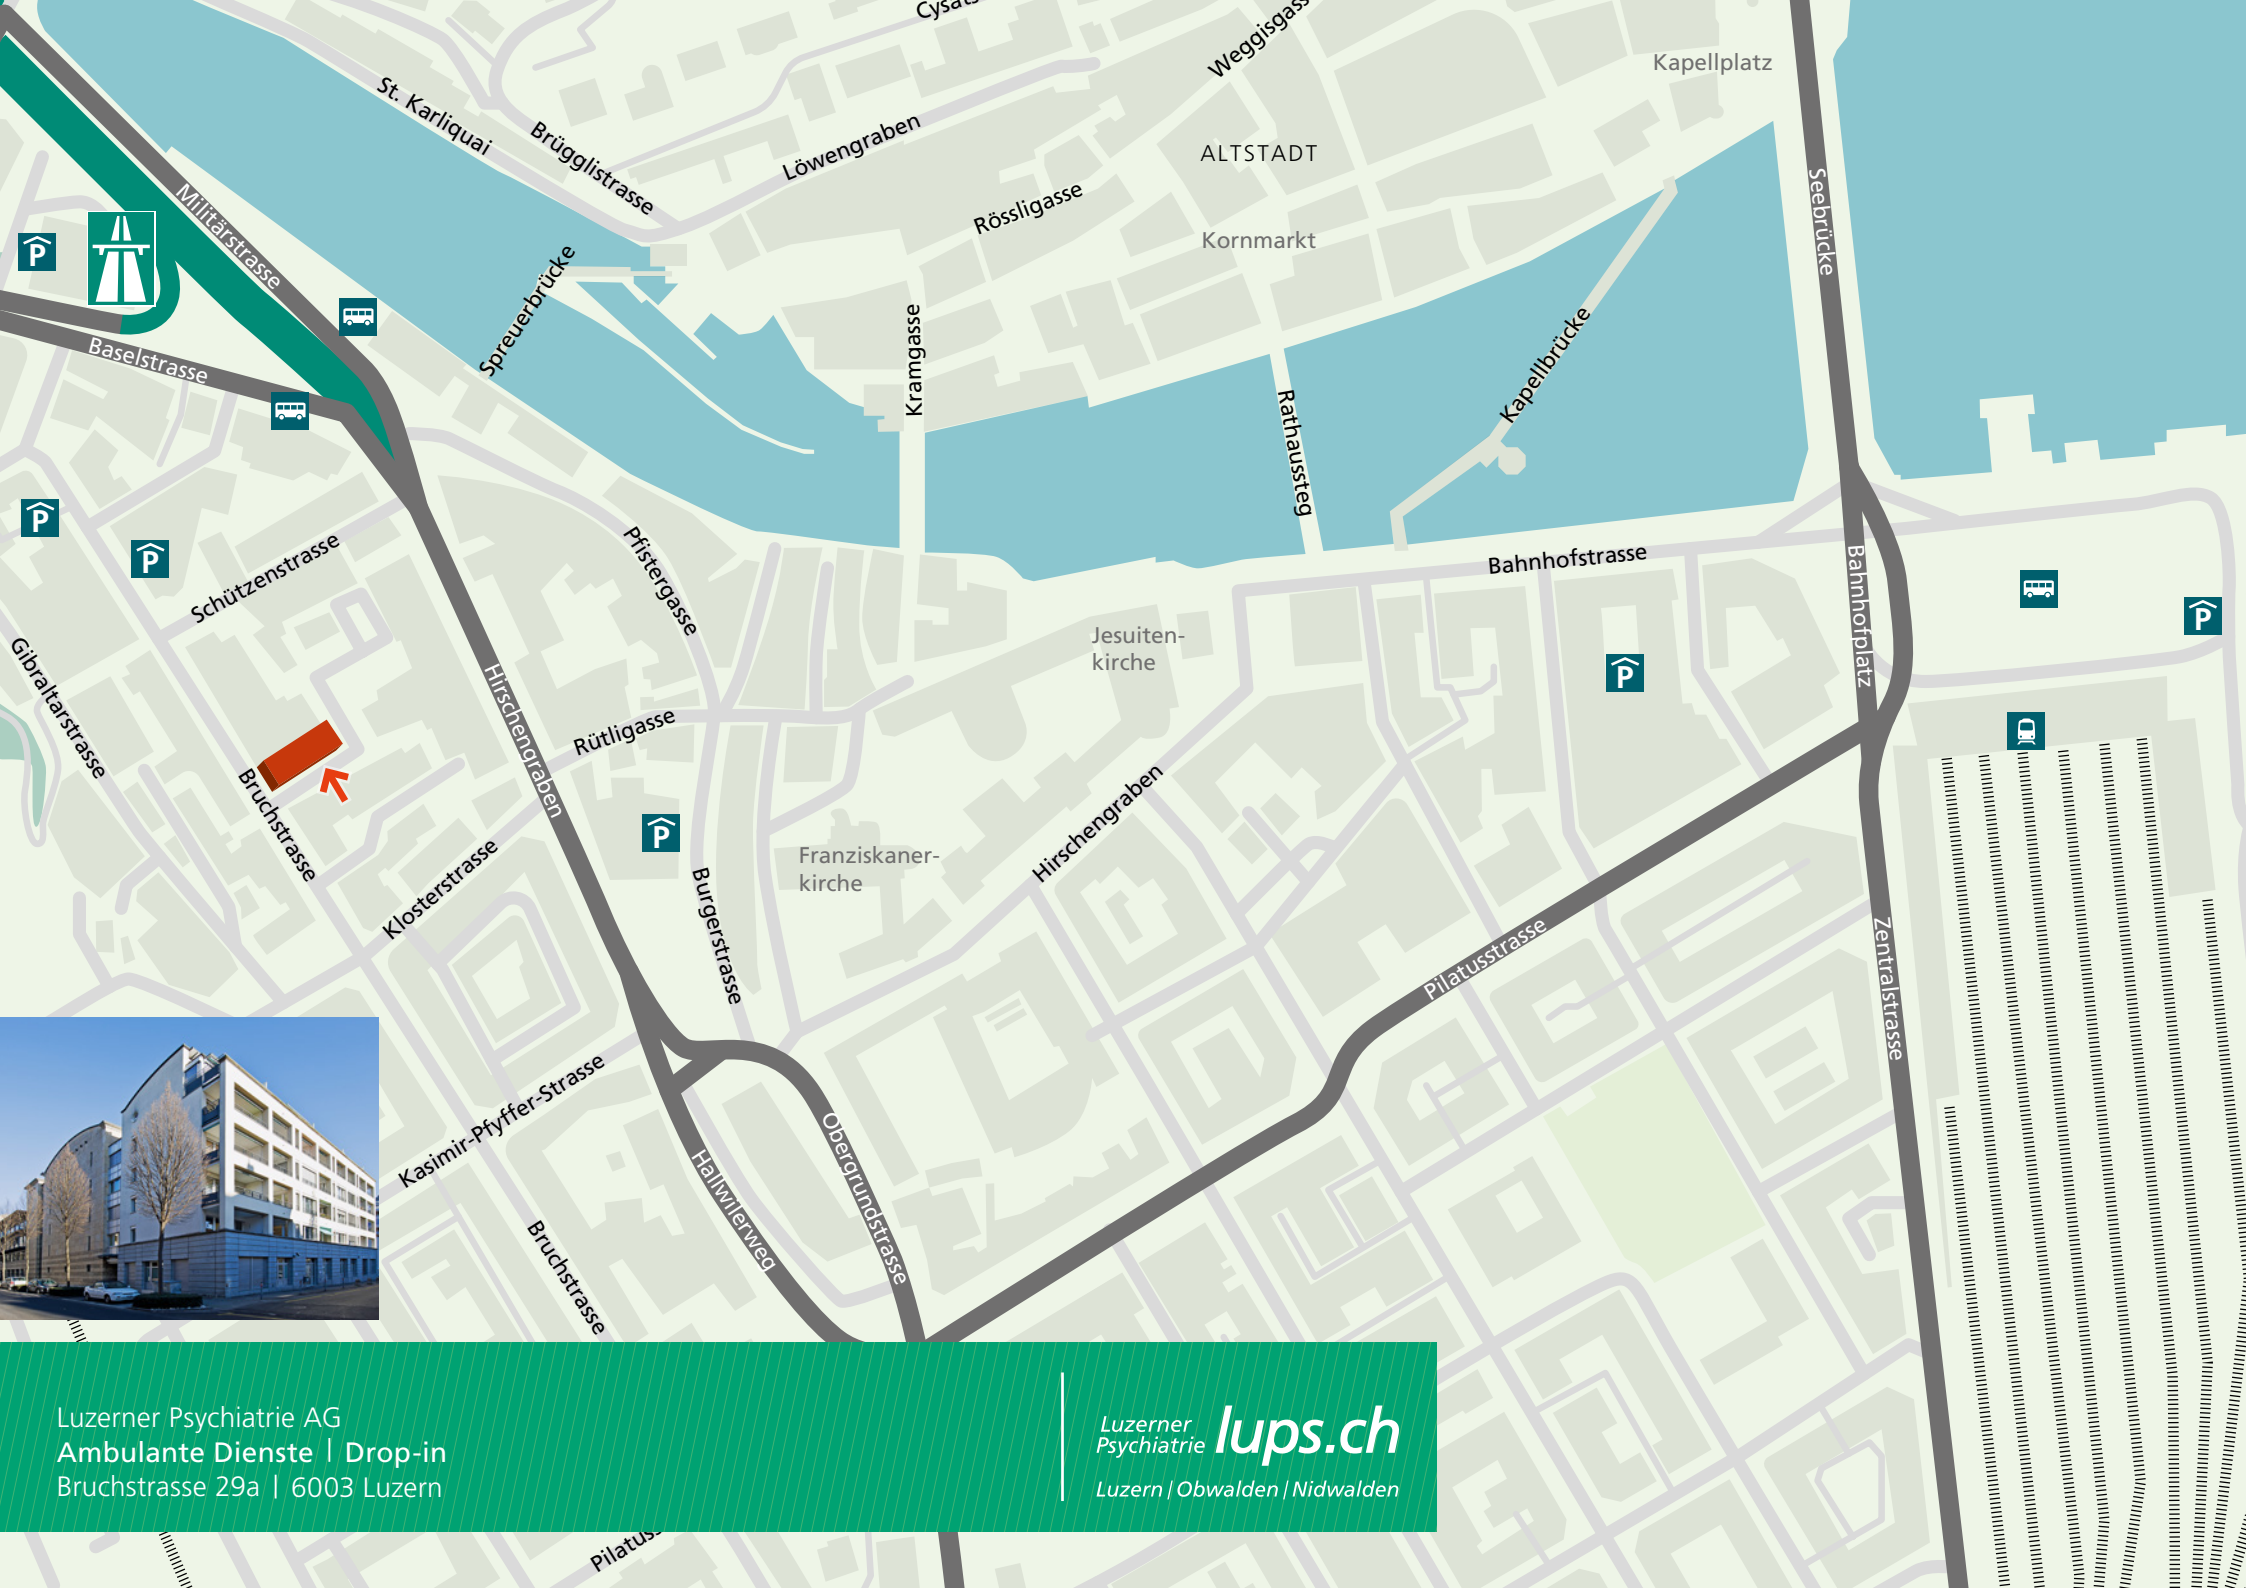 Cysats
Weggisgass
Kapellplatz
St. Karliquai
Brügglistrasse
Löwengraben
ALTSTADT
Rössligasse
Kornmarkt
Seebrücke
Militärstrasse
P
Spreuerbrücke
Baselstrasse
Kramgasse
Rathaussteg
Kapellbrücke
P
P
Schützenstrasse
Pfistergasse
Bahnhofstrasse
Bahnhofplatz
P
P
Jesuiten-
kirche
Gibraltarstrasse
Hirschengraben
Rütligasse
Bruchstrasse
P
Klosterstrasse
Burgerstrasse
Franziskaner-
kirche
Hirschengraben
Pilatusstrasse
Zentralstrasse
Kasimir-Pfyffer-Strasse
Hallwilerweg
Obergrundstrasse
Bruchstrasse
Luzerner Psychiatrie AG
Ambulante Dienste | Drop-in
Bruchstrasse 29a | 6003 Luzern
Luzerner
Psychiatrie lups.ch
Luzern | Obwalden | Nidwalden
Pilatuss